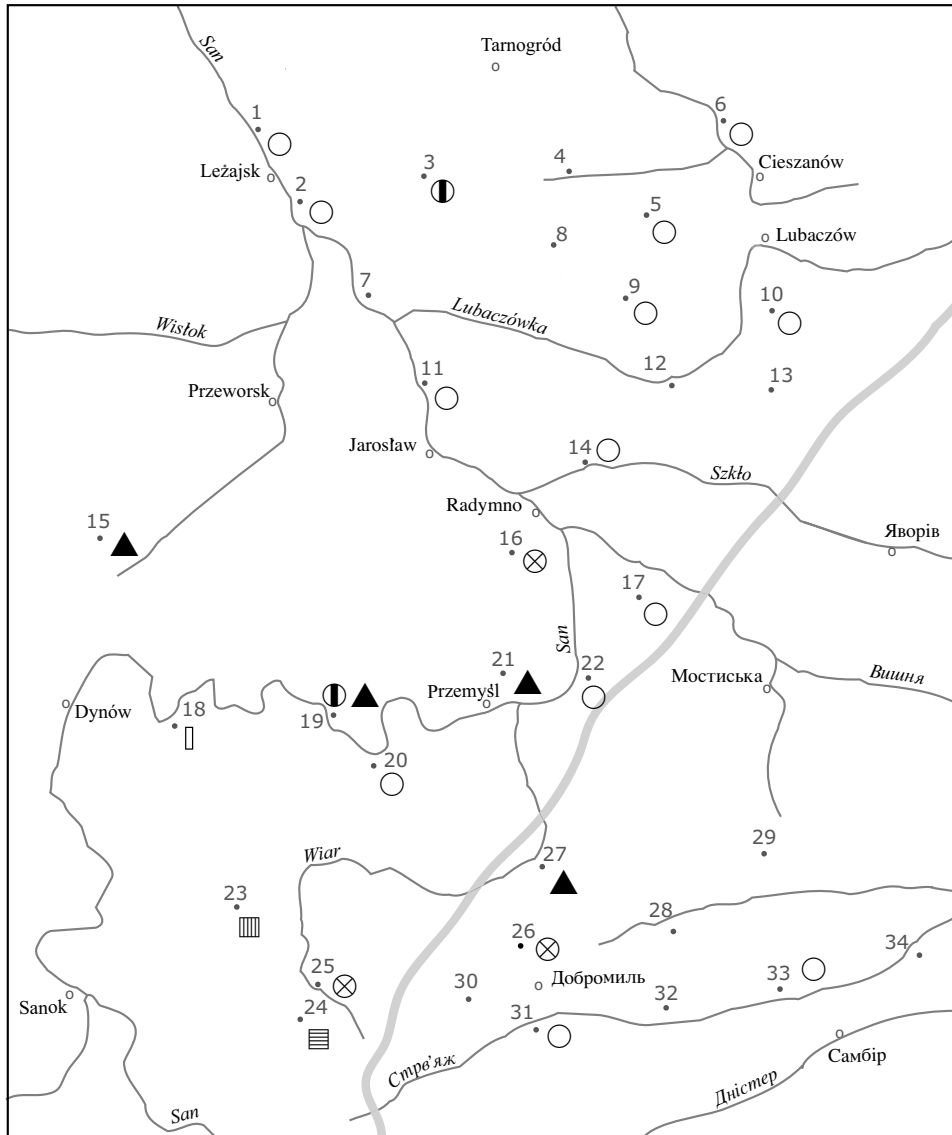 San
Tarnogród
1
6
3
4
Leżajsk
Cieszanów
2
5
8
Lubaczów
7
9
10
Wisłok
Lubaczówka
11
12
13
Przeworsk
Jarosław
14
Szkło
Radymno
15
16
Яворів
17
San
21
22
Przemyśl
Мостиська
Вишня
Dynów
18
19
20
Wiar
27
29
23
28
26
34
25
30
Добромиль
33
Sanok
24
31
32
Стрв’яж
Самбір
Дністер
San